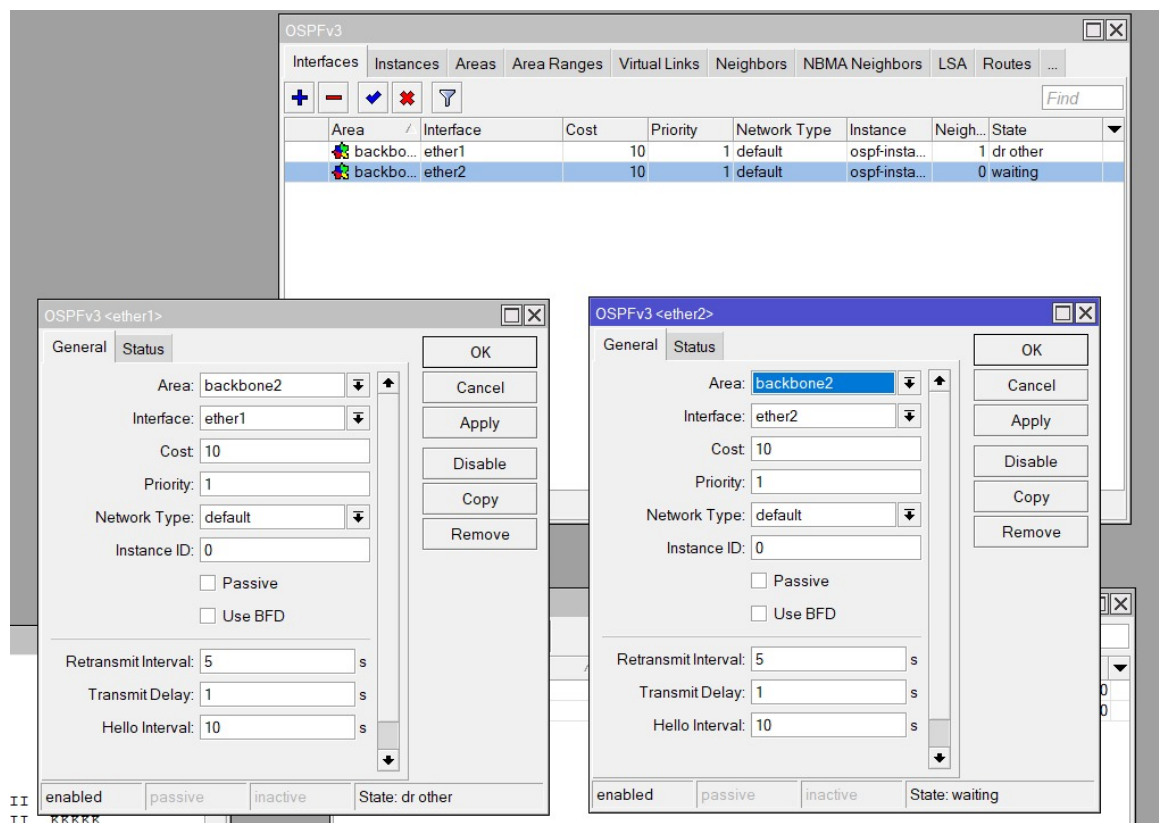 OSPFv3
Interfaces Instances Areas Area Ranges Virtual Links Neighbors NBMA Neighbors LSA Routes ...
Find
Area Interface Cost Priority Network Type Instance Neigh... State
backbo... ether1 10 1 default ospf-insta... 1 dr other
backbo... ether2 10 1 default ospf-insta... 0 waiting
OSPFv3 <ether1>
General Status
Area: backbone2
Interface: ether1
Cost: 10
Priority: 1
Network Type: default
Instance ID: 0
Passive
Use BFD
Retransmit Interval: 5 s
Transmit Delay: 1 s
Hello Interval: 10 s
OK
Cancel
Apply
Disable
Copy
Remove
enabled passive inactive State: dr other
OSPFv3 <ether2>
General Status
Area: backbone2
Interface: ether2
Cost: 10
Priority: 1
Network Type: default
Instance ID: 0
Passive
Use BFD
Retransmit Interval: 5 s
Transmit Delay: 1 s
Hello Interval: 10 s
OK
Cancel
Apply
Disable
Copy
Remove
enabled passive inactive State: waiting
0
0
II
II KKKKK